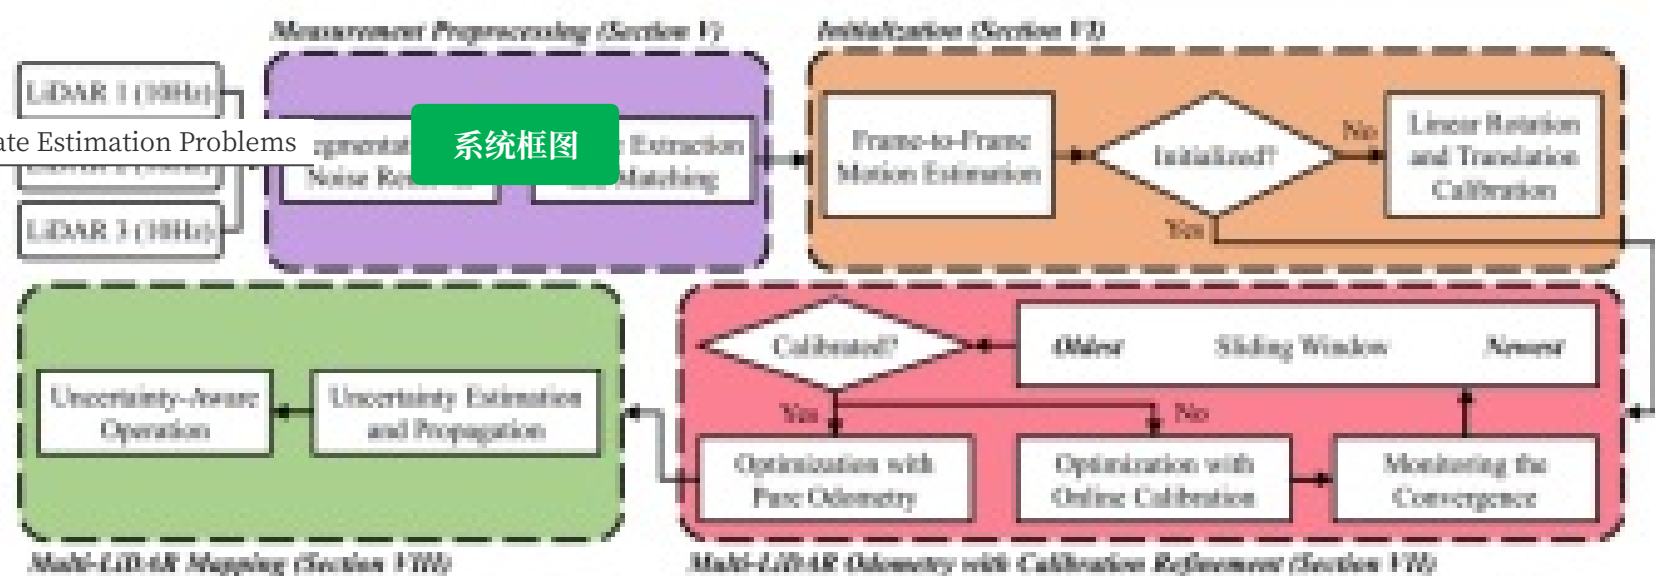 Measurement Preprocessing (Section V)
Initialization (Section VI)
LiDAR 1 (10Hz)
ate Estimation Problems
LiDAR 3 (10Hz)
系统框图
Extraction
Matching
Noise
Frame-to-Frame
Motion Estimation
Initialized?
No
Yes
Linear Rotation
and Translation
Calibration
Calibrated?
Oldest Sliding Window Newest
Yes
No
Optimization with
Pure Odometry
Optimization with
Online Calibration
Monitoring the
Convergence
Uncertainty-Aware
Operation
Uncertainty Estimation
and Propagation
Multi-LiDAR Mapping (Section VIII)
Multi-LiDAR Odometry with Calibration Refinement (Section VII)